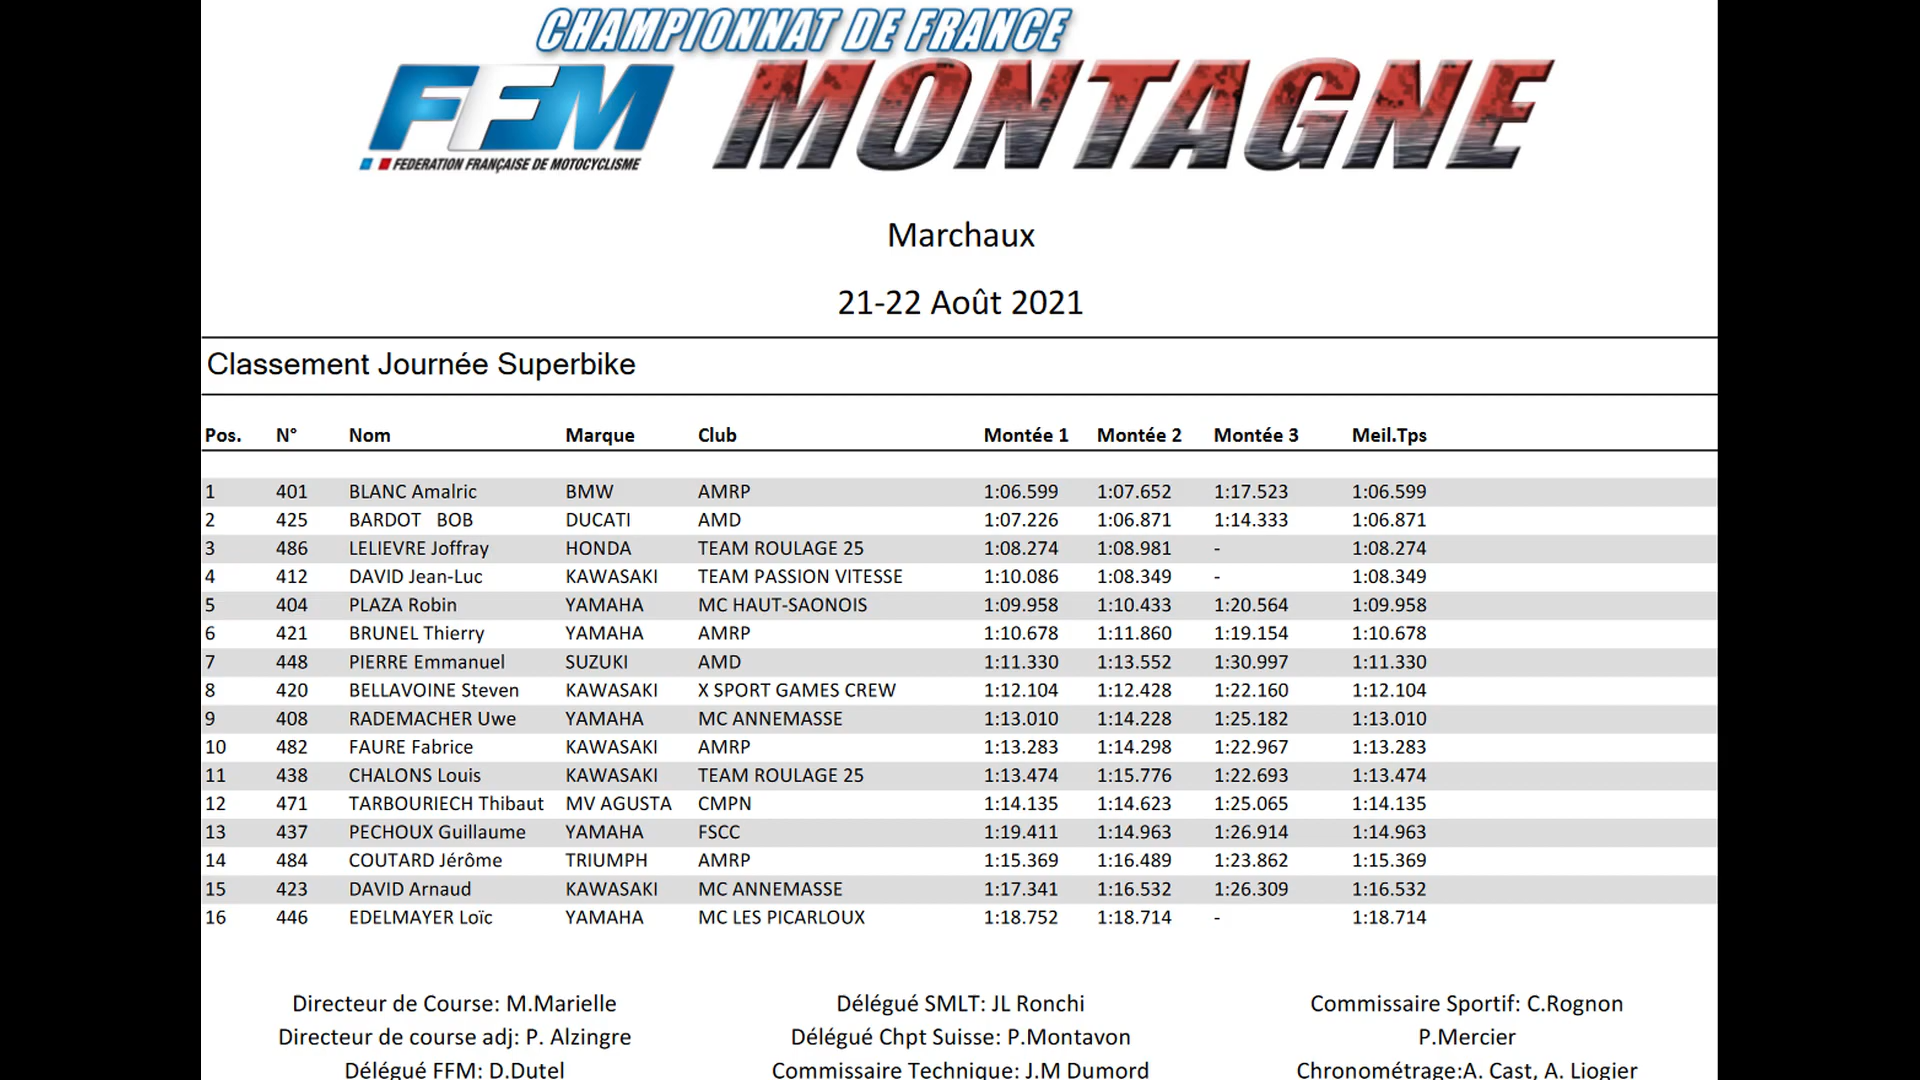 CHAMPIONNAT DE FRANCE
FFM MONTAGNE
FEDERATION FRANÇAISE DE MOTOCYCLISME
Marchaux
21-22 Août 2021
Classement Journée Superbike
Pos. N° Nom Marque Club Montée 1 Montée 2 Montée 3 Meil.Tps
1 401 BLANC Amalric BMW AMRP 1:06.599 1:07.652 1:17.523 1:06.599
2 425 BARDOT BOB DUCATI AMD 1:07.226 1:06.871 1:14.333 1:06.871
3 486 LELIEVRE Joffray HONDA TEAM ROULAGE 25 1:08.274 1:08.981 - 1:08.274
4 412 DAVID Jean-Luc KAWASAKI TEAM PASSION VITESSE 1:10.086 1:08.349 - 1:08.349
5 404 PLAZA Robin YAMAHA MC HAUT-SAONOIS 1:09.958 1:10.433 1:20.564 1:09.958
6 421 BRUNEL Thierry YAMAHA AMRP 1:10.678 1:11.860 1:19.154 1:10.678
7 448 PIERRE Emmanuel SUZUKI AMD 1:11.330 1:13.552 1:30.997 1:11.330
8 420 BELLAVOINE Steven KAWASAKI X SPORT GAMES CREW 1:12.104 1:12.428 1:22.160 1:12.104
9 408 RADEMACHER Uwe YAMAHA MC ANNEMASSE 1:13.010 1:14.228 1:25.182 1:13.010
10 482 FAURE Fabrice KAWASAKI AMRP 1:13.283 1:14.298 1:22.967 1:13.283
11 438 CHALONS Louis KAWASAKI TEAM ROULAGE 25 1:13.474 1:15.776 1:22.693 1:13.474
12 471 TARBOURIECH Thibaut MV AGUSTA CMPN 1:14.135 1:14.623 1:25.065 1:14.135
13 437 PECHOUX Guillaume YAMAHA FSCC 1:19.411 1:14.963 1:26.914 1:14.963
14 484 COUTARD Jérôme TRIUMPH AMRP 1:15.369 1:16.489 1:23.862 1:15.369
15 423 DAVID Arnaud KAWASAKI MC ANNEMASSE 1:17.341 1:16.532 1:26.309 1:16.532
16 446 EDELMAYER Loïc YAMAHA MC LES PICARLOUX 1:18.752 1:18.714 - 1:18.714
Directeur de Course: M.Marielle Délégué SMLT: JL Ronchi Commissaire Sportif: C.Rognon
Directeur de course adj: P. Alzingre Délégué Chpt Suisse: P.Montavon P.Mercier
Délégué FFM: D.Dutel Commissaire Technique: J.M Dumord Chronométrage:A. Cast, A. Liogier